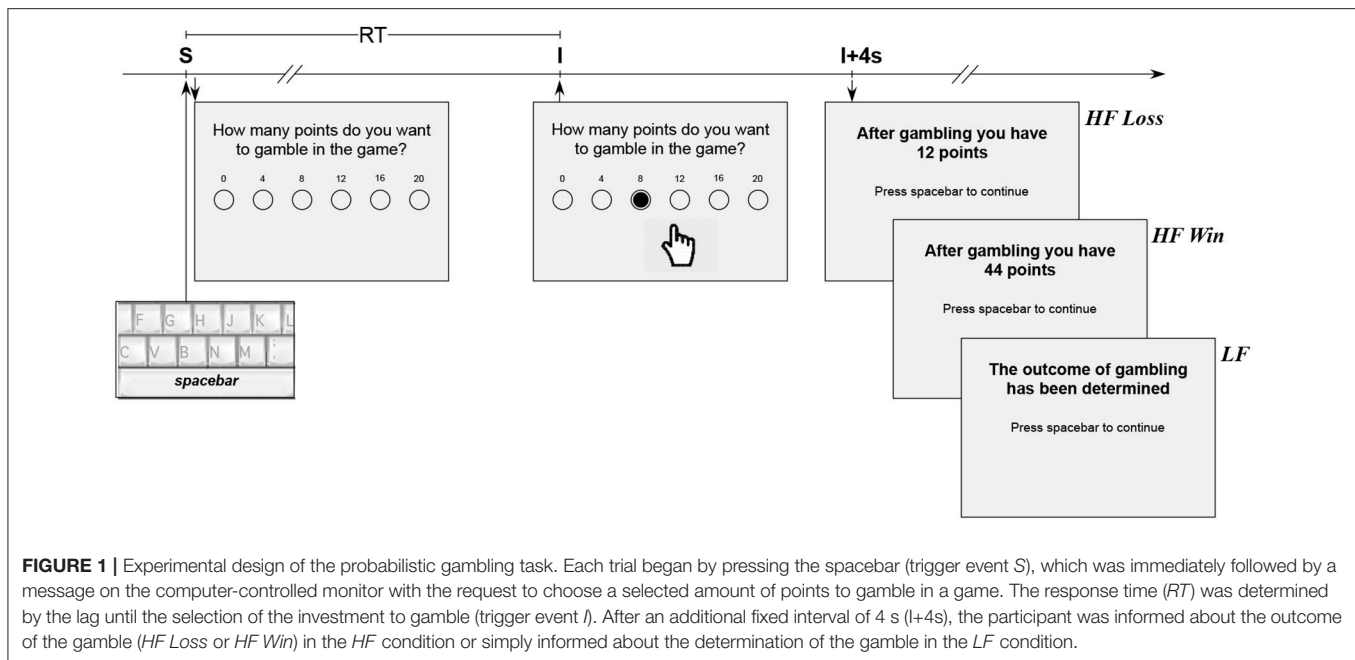 RT
S
I
I+4s
How many points do you want
to gamble in the game?
0 4 8 12 16 20
How many points do you want
to gamble in the game?
0 4 8 12 16 20
After gambling you have
12 points
Press spacebar to continue
HF Loss
After gambling you have
44 points
Press spacebar to continue
HF Win
The outcome of gambling
has been determined
Press spacebar to continue
LF
F G H J K L
C V B N M ; ,
spacebar
FIGURE 1 | Experimental design of the probabilistic gambling task. Each trial began by pressing the spacebar (trigger event S), which was immediately followed by a
message on the computer-controlled monitor with the request to choose a selected amount of points to gamble in a game. The response time (RT) was determined
by the lag until the selection of the investment to gamble (trigger event I). After an additional fixed interval of 4 s (I+4s), the participant was informed about the outcome
of the gamble (HF Loss or HF Win) in the HF condition or simply informed about the determination of the gamble in the LF condition.